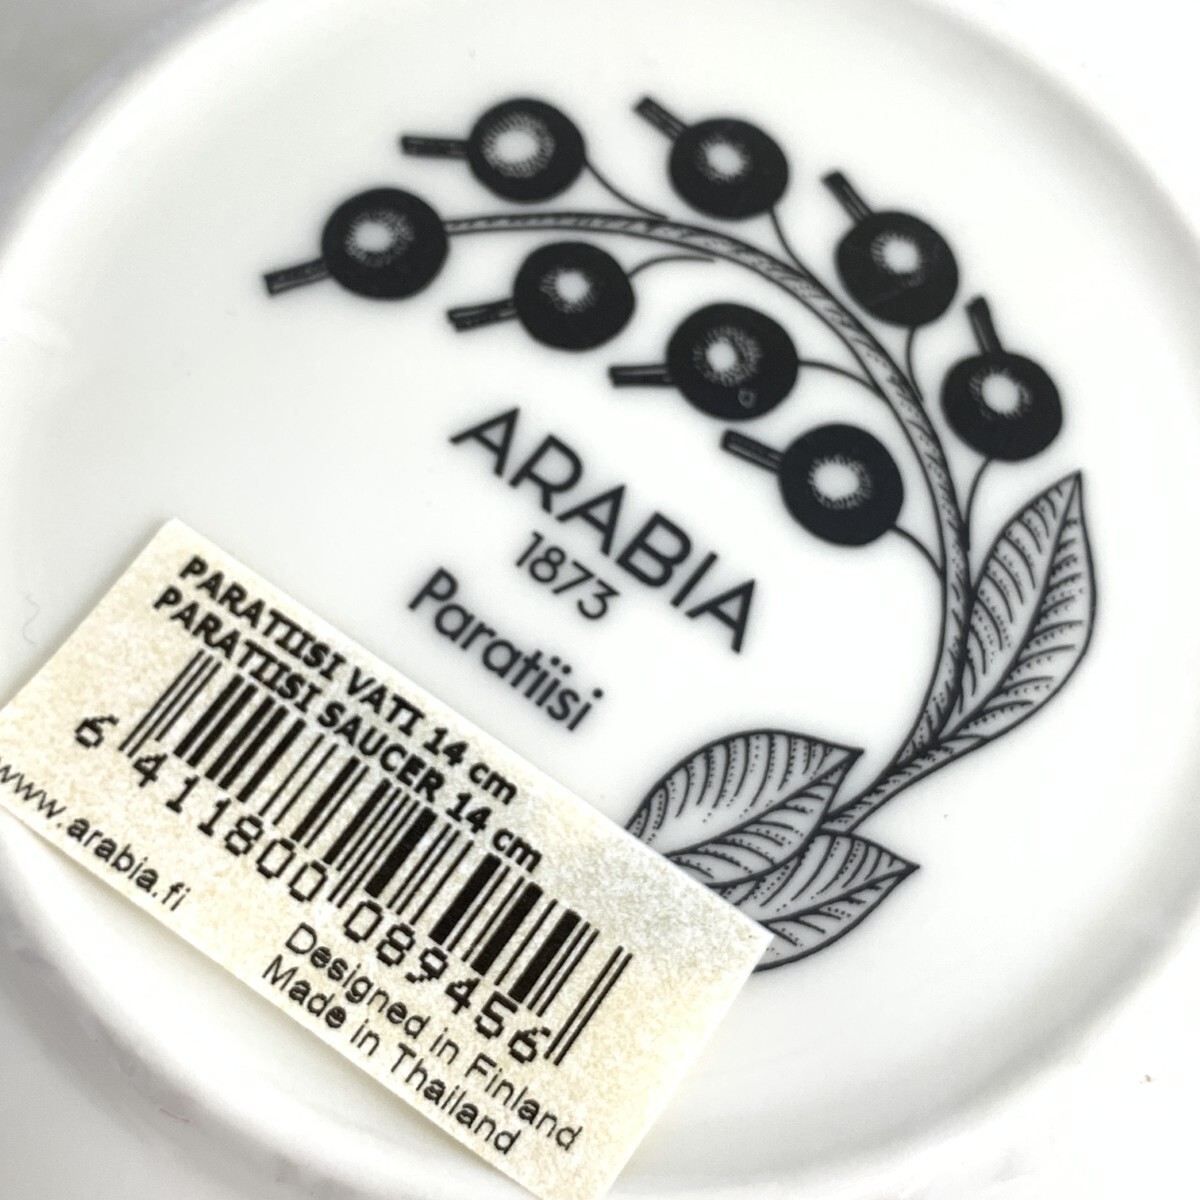 ARABIA
1873
Paratiisi
PARATIISI VATI 14 cm
PARATIISI SAUCER 14 cm
6 411800 089456
www.arabia.fi
Designed in Finland
Made in Thailand